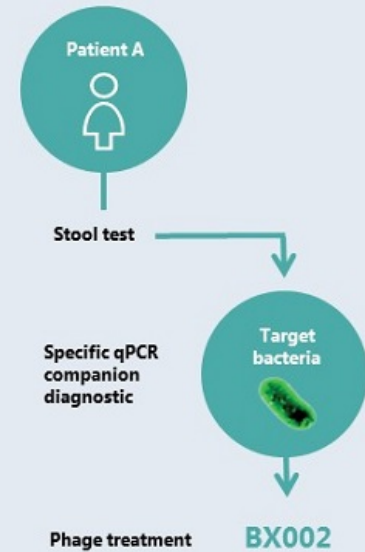 Patient A
Stool test
Target
bacteria
Specific qPCR
companion
diagnostic
Phage treatment
BX002